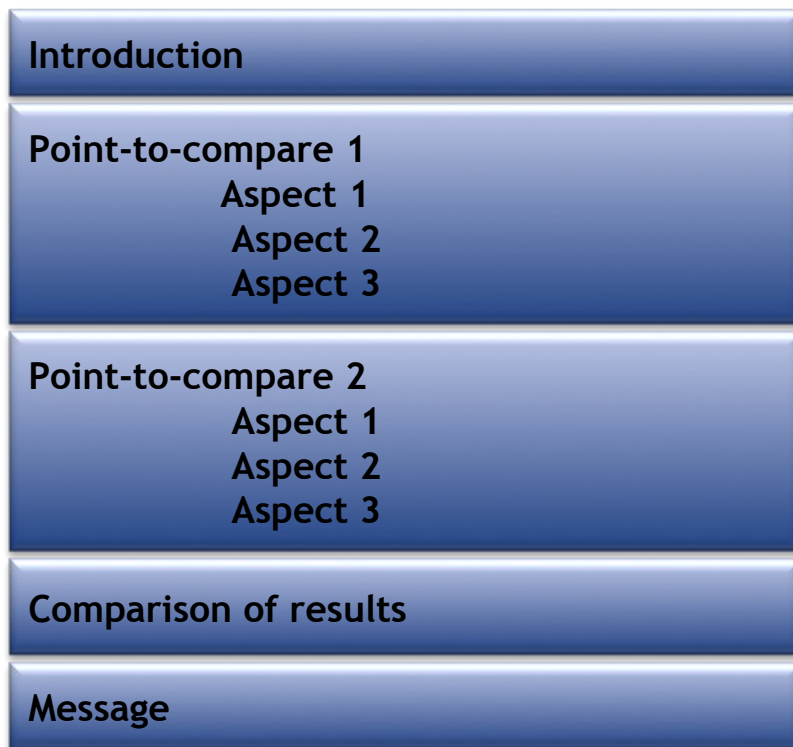 Introduction
Point-to-compare 1
Aspect 1
Aspect 2
Aspect 3
Point-to-compare 2
Aspect 1
Aspect 2
Aspect 3
Comparison of results
Message